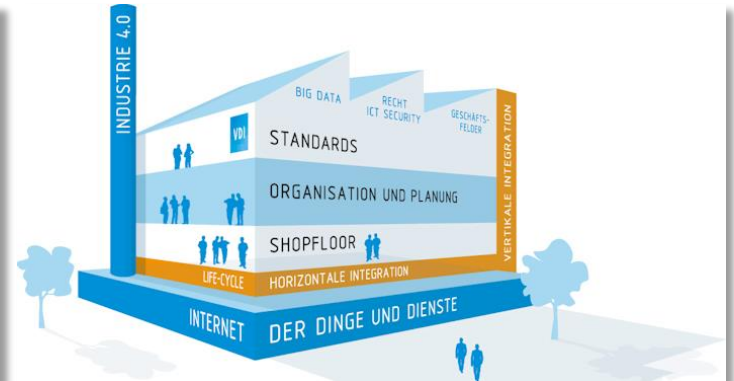 INDUSTRIE 4.0
BIG DATA
RECHT
ICT SECURITY
GESCHÄFTS-
FELDER
VDI
STANDARDS
ORGANISATION UND PLANUNG
SHOPFLOOR
VERTIKALE INTEGRATION
LIFE-CYCLE
HORIZONTALE INTEGRATION
INTERNET
DER DINGE UND DIENSTE